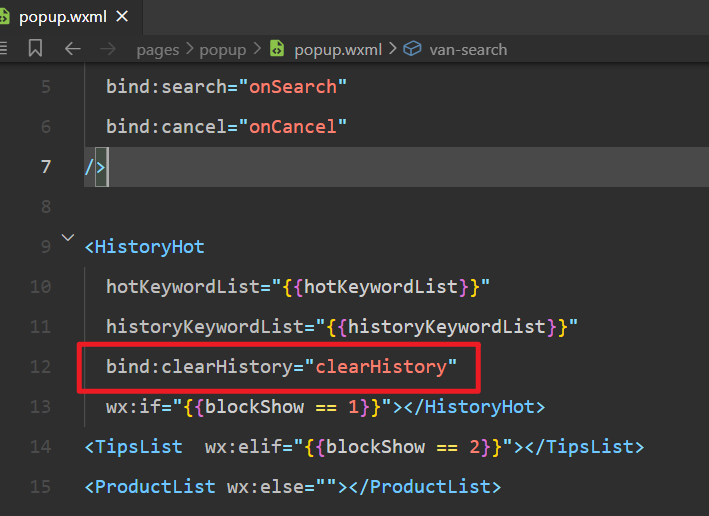 popup.wxml
pages > popup > popup.wxml > van-search
5 bind:search="onSearch"
6 bind:cancel="onCancel"
7 />
8
9 <HistoryHot
10 hotKeywordList="{{hotKeywordList}}"
11 historyKeywordList="{{historyKeywordList}}"
12 bind:clearHistory="clearHistory"
13 wx:if="{{blockShow == 1}}"></HistoryHot>
14 <TipsList  wx:elif="{{blockShow == 2}}"></TipsList>
15 <ProductList wx:else=""></ProductList>